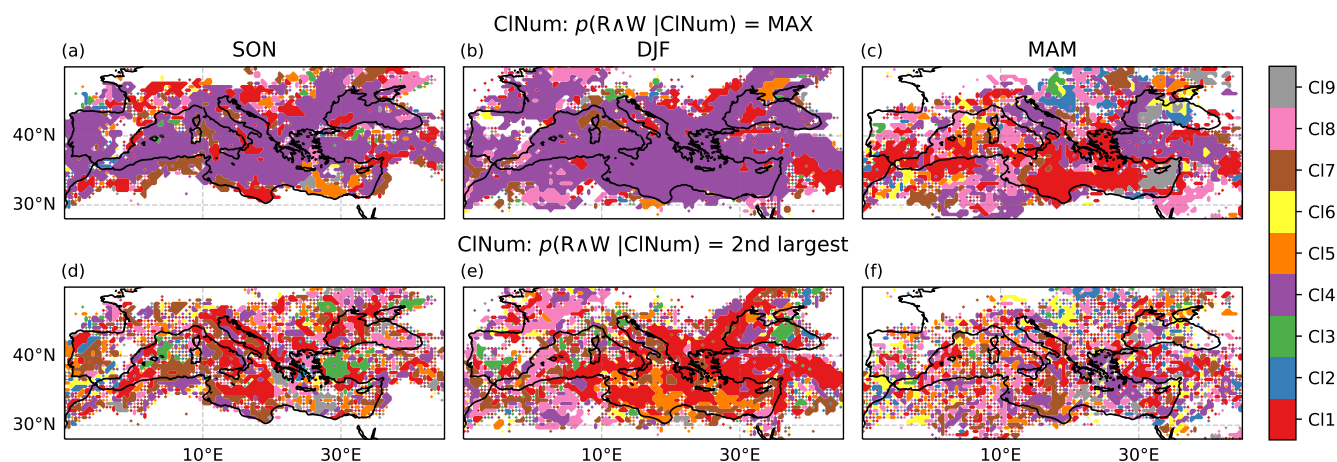 ClNum: p(R∧W |ClNum) = MAX
(a) SON (b) DJF (c) MAM
40°N
30°N
ClNum: p(R∧W |ClNum) = 2nd largest
(d) (e) (f)
40°N
30°N
10°E 30°E 10°E 30°E 10°E 30°E
Cl9
Cl8
Cl7
Cl6
Cl5
Cl4
Cl3
Cl2
Cl1